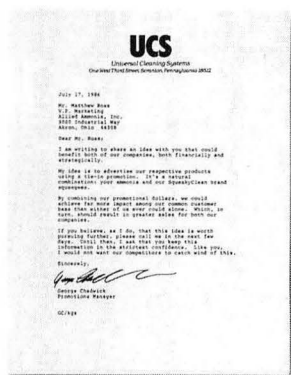 UCS
Universal Cleaning Systems
One West Third Street, Scranton, Pennsylvania
July 17, 1986
Mr. Matthew Ross
V.P. Marketing
Allied Ammonia, Inc.
Industrial Way
Akron, Ohio
Dear Mr. Ross:
I am writing to share an idea with you that could
benefit both of our companies, both financially and
strategically.
My idea is to advertise our respective products
using a tie-in promotion. It's a natural
combination: your ammonia and our SqueakyClean brand
squeegees.
By combining our promotional dollars, we could
achieve far more impact among our common customer
base than either of us ever could alone. Which, in
turn, should result in greater sales for both our
companies.
If you believe, as I do, that this idea is worth
pursuing further, please call me in the next few
days. Until then, I ask that you keep this
information in the strictest confidence. Like you,
I would not want our competitors to catch wind of this.
Sincerely,
George Chadwick
Promotions Manager
GC/kgs